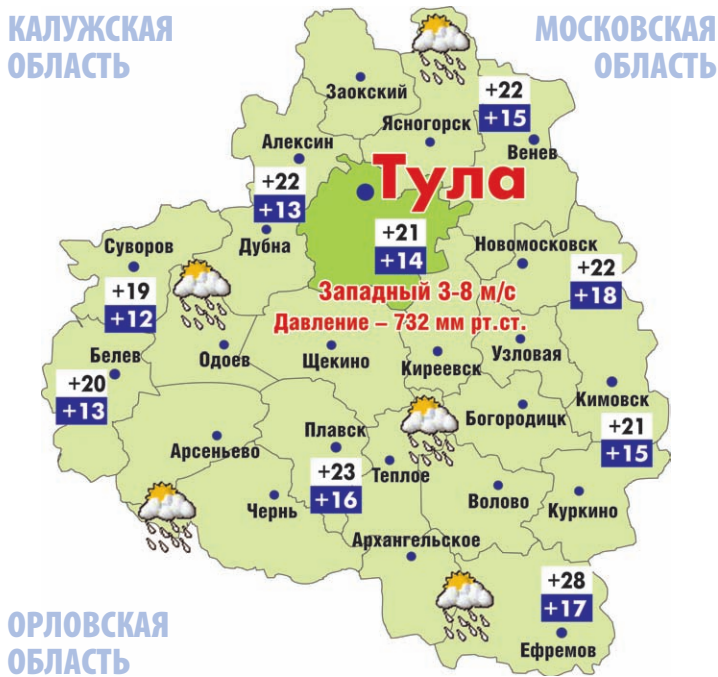 КАЛУЖСКАЯ
ОБЛАСТЬ
МОСКОВСКАЯ
ОБЛАСТЬ
Заокский
+22
+15
Ясногорск
Венев
Алексин
+22
+13
Тула
+21
+14
Суворов
Дубна
Новомосковск
+19
+12
+22
+18
Западный 3-8 м/с
Давление – 732 мм рт.ст.
Белев
Одоев
Щекино
Киреевск
Узловая
+20
+13
Кимовск
Богородицк
+21
+15
Арсеньево
Плавск
+23
+16
Теплое
Чернь
Волово
Куркино
Архангельское
+28
+17
Ефремов
ОРЛОВСКАЯ
ОБЛАСТЬ